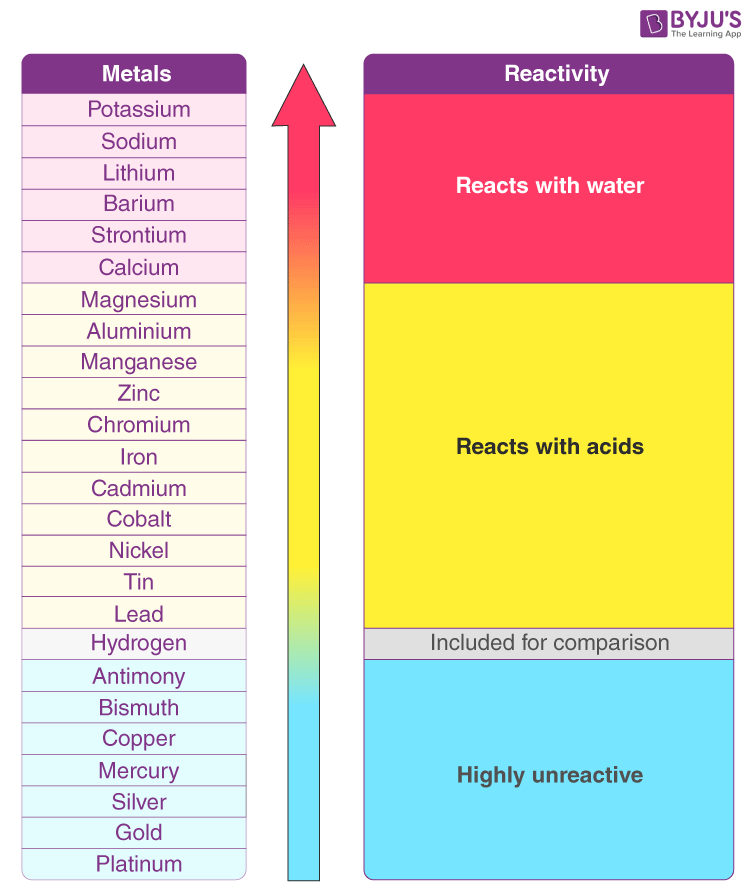 BYJU'S
The Learning App
Metals
Reactivity
Potassium
Sodium
Lithium
Barium
Strontium
Calcium
Reacts with water
Magnesium
Aluminium
Manganese
Zinc
Chromium
Iron
Cadmium
Cobalt
Nickel
Tin
Lead
Reacts with acids
Hydrogen
Included for comparison
Antimony
Bismuth
Copper
Mercury
Silver
Gold
Platinum
Highly unreactive